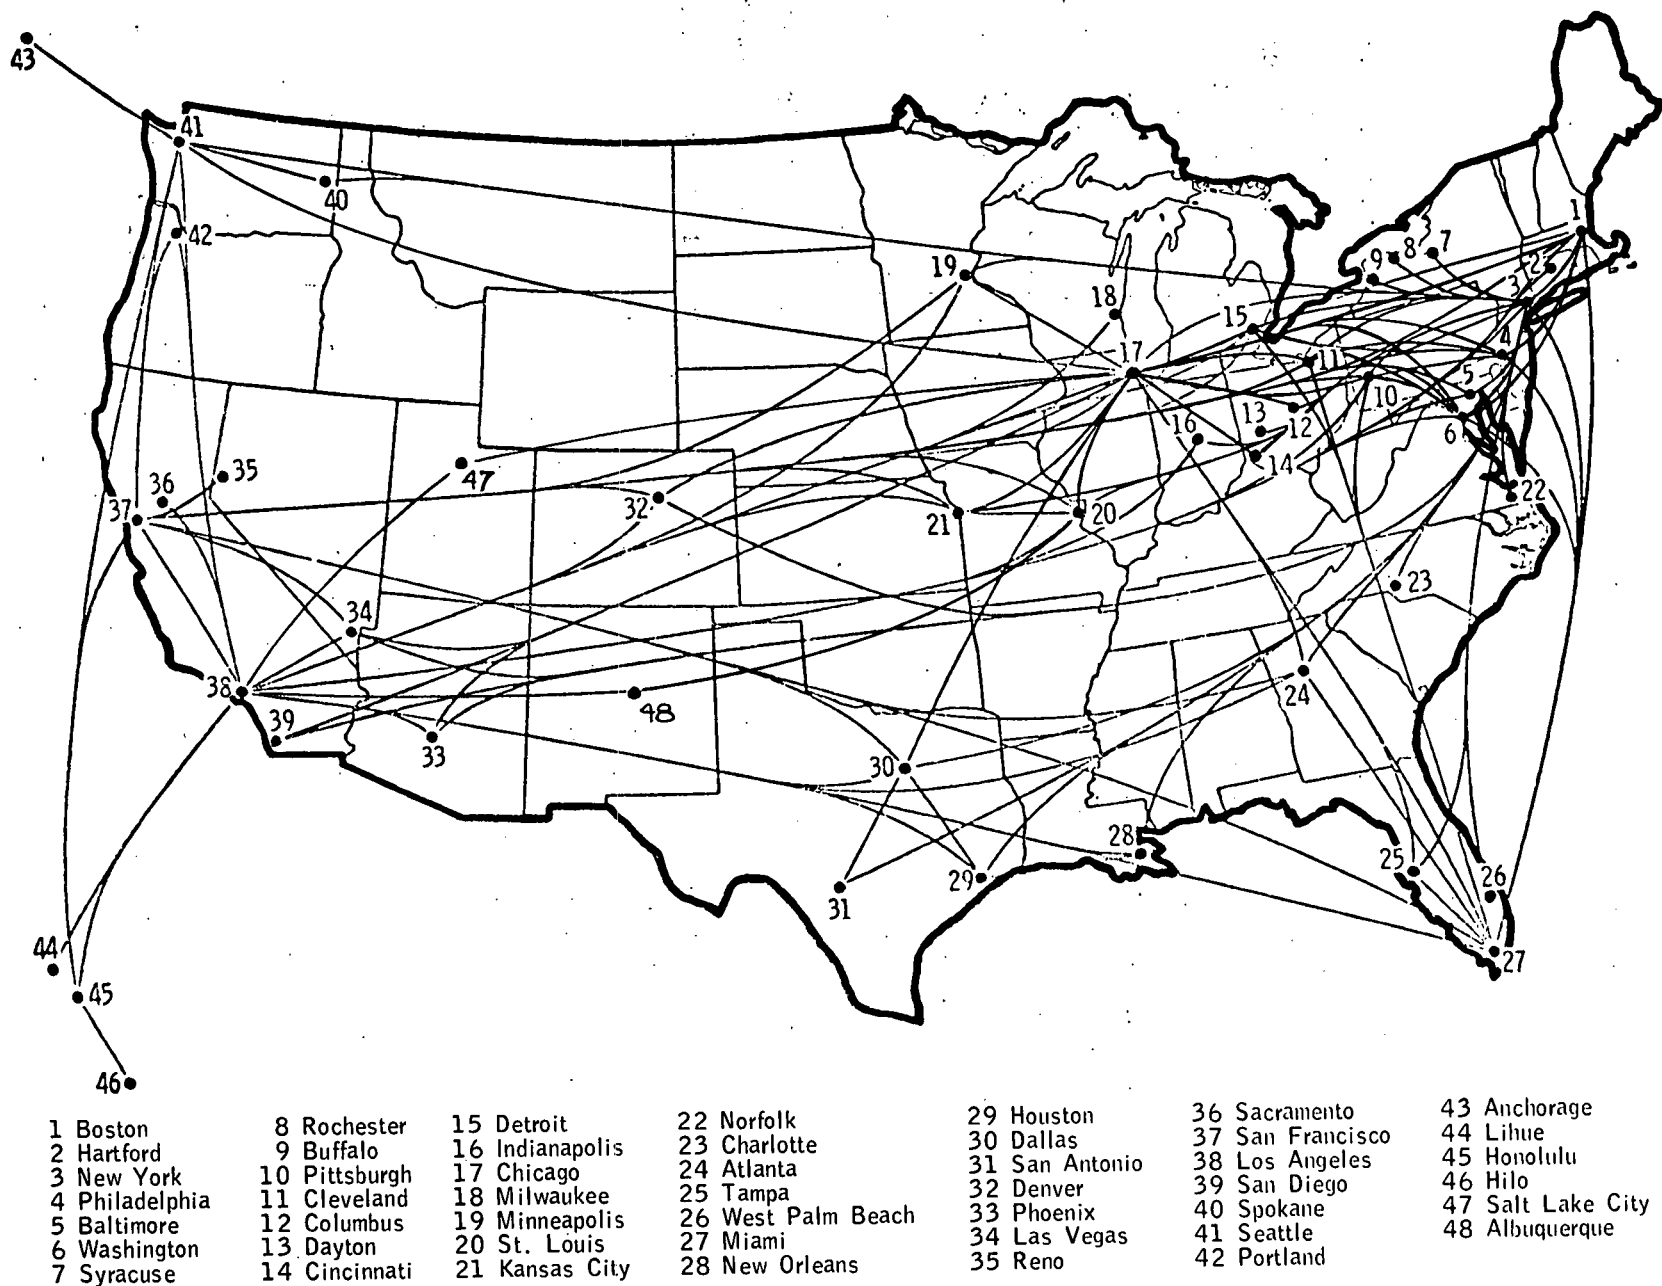 43
41
40
42
19
18
15
17
9
8
7
1
2
3
4
11
5
10
6
13
12
16
14
36
35
47
37
32
21
20
22
34
23
38
39
48
33
24
30
28
25
26
29
31
27
44
45
46
1 Boston
2 Hartford
3 New York
4 Philadelphia
5 Baltimore
6 Washington
7 Syracuse
8 Rochester
9 Buffalo
10 Pittsburgh
11 Cleveland
12 Columbus
13 Dayton
14 Cincinnati
15 Detroit
16 Indianapolis
17 Chicago
18 Milwaukee
19 Minneapolis
20 St. Louis
21 Kansas City
22 Norfolk
23 Charlotte
24 Atlanta
25 Tampa
26 West Palm Beach
27 Miami
28 New Orleans
29 Houston
30 Dallas
31 San Antonio
32 Denver
33 Phoenix
34 Las Vegas
35 Reno
36 Sacramento
37 San Francisco
38 Los Angeles
39 San Diego
40 Spokane
41 Seattle
42 Portland
43 Anchorage
44 Lihue
45 Honolulu
46 Hilo
47 Salt Lake City
48 Albuquerque